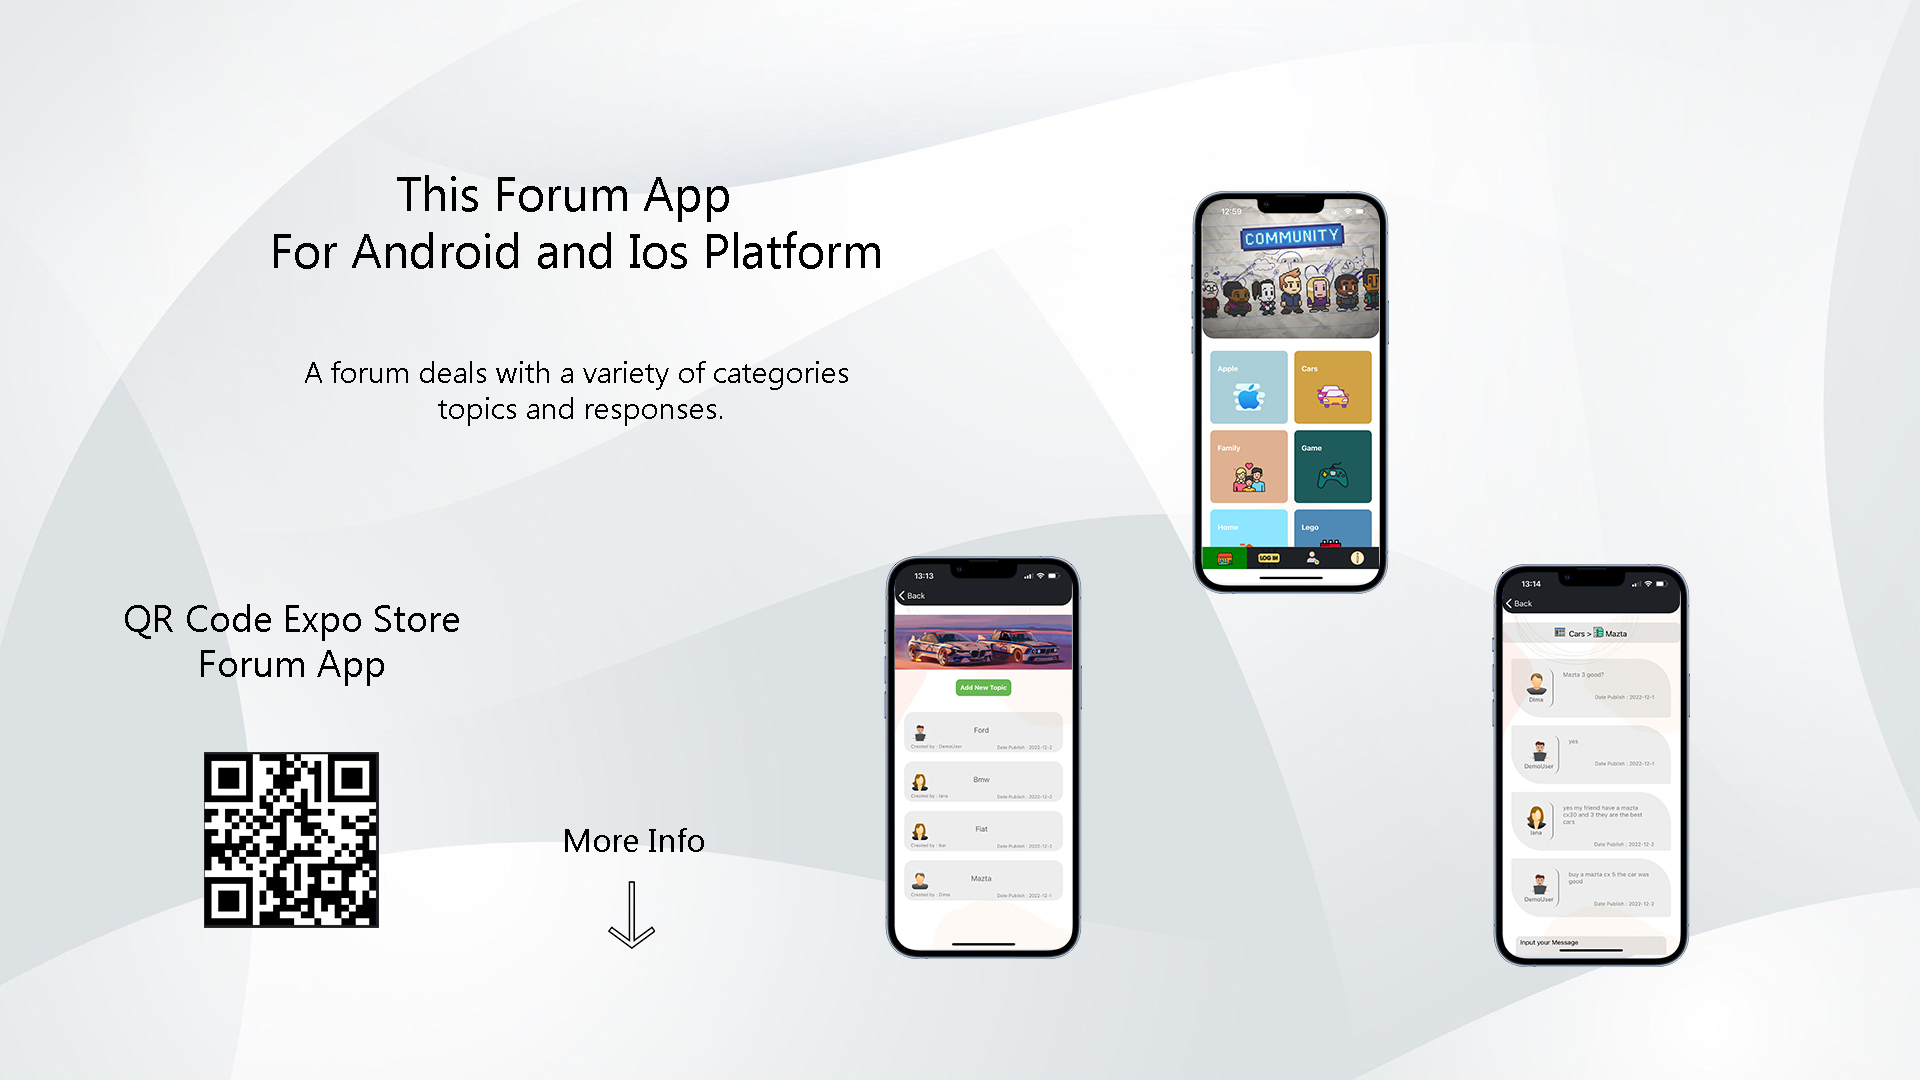 This Forum App
For Android and Ios Platform
A forum deals with a variety of categories
topics and responses.
QR Code Expo Store
Forum App
More Info
12:59
COMMUNITY
Apple
Cars
Family
Game
Home
Lego
LOG IN
13:13
Back
Add New Topic
Ford
Created by : DemoUser
Date Publish : 2022-12-2
Bmw
Created by : lana
Date Publish : 2022-12-2
Fiat
Created by : bar
Date Publish : 2022-12-2
Mazta
Created by : Dima
Date Publish : 2022-12-1
13:14
Back
Cars > Mazta
Mazta 3 good?
Date Publish : 2022-12-1
Dima
yes
Date Publish : 2022-12-1
DemoUser
yes my friend have a mazta
cx30 and 3 they are the best
cars
lana
Date Publish : 2022-12-2
buy a mazta cx 5 the car was
good
DemoUser
Date Publish : 2022-12-2
Input your Message